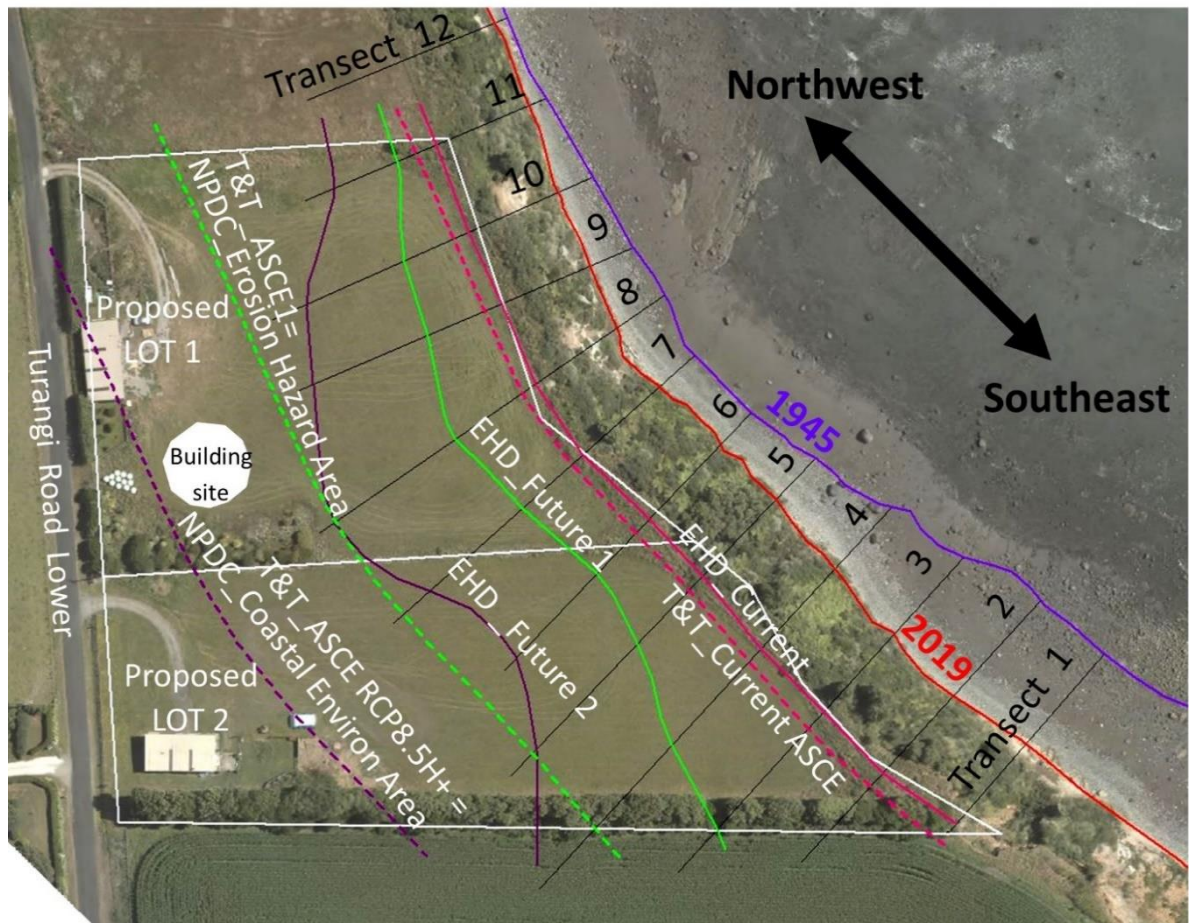 Transect 12
11
10
9
8
7
6
5
4
3
2
Transect 1
Northwest
Southeast
1945
2019
T&T_ASCE1=
NPDC_Erosion Hazard Area
Proposed
LOT 1
Turangi Road Lower
Building
site
EHD_Future 1
EHD_Current
T&T_Current ASCE
EHD_Future 2
T&T_ASCE RCP8.5H+ =
NPDC_Coastal Environ Area
Proposed
LOT 2